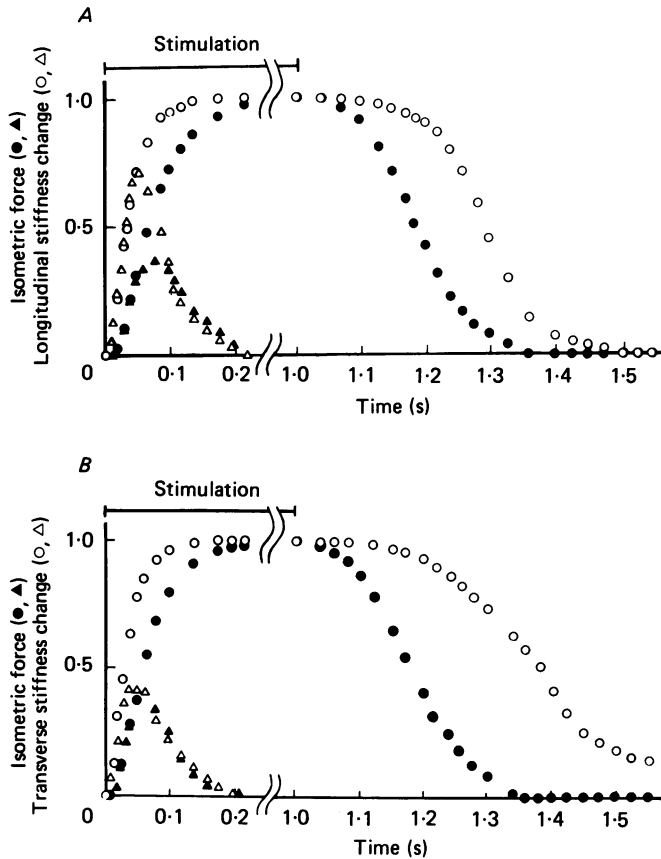 A
Stimulation
Isometric force (●, ▲)
Longitudinal stiffness change (○, △)
1·0
0·5
0
0·1 0·2 1·0 1·1 1·2 1·3 1·4 1·5
Time (s)
B
Stimulation
Isometric force (●, ▲)
Transverse stiffness change (○, △)
1·0
0·5
0
0·1 0·2 1·0 1·1 1·2 1·3 1·4 1·5
Time (s)